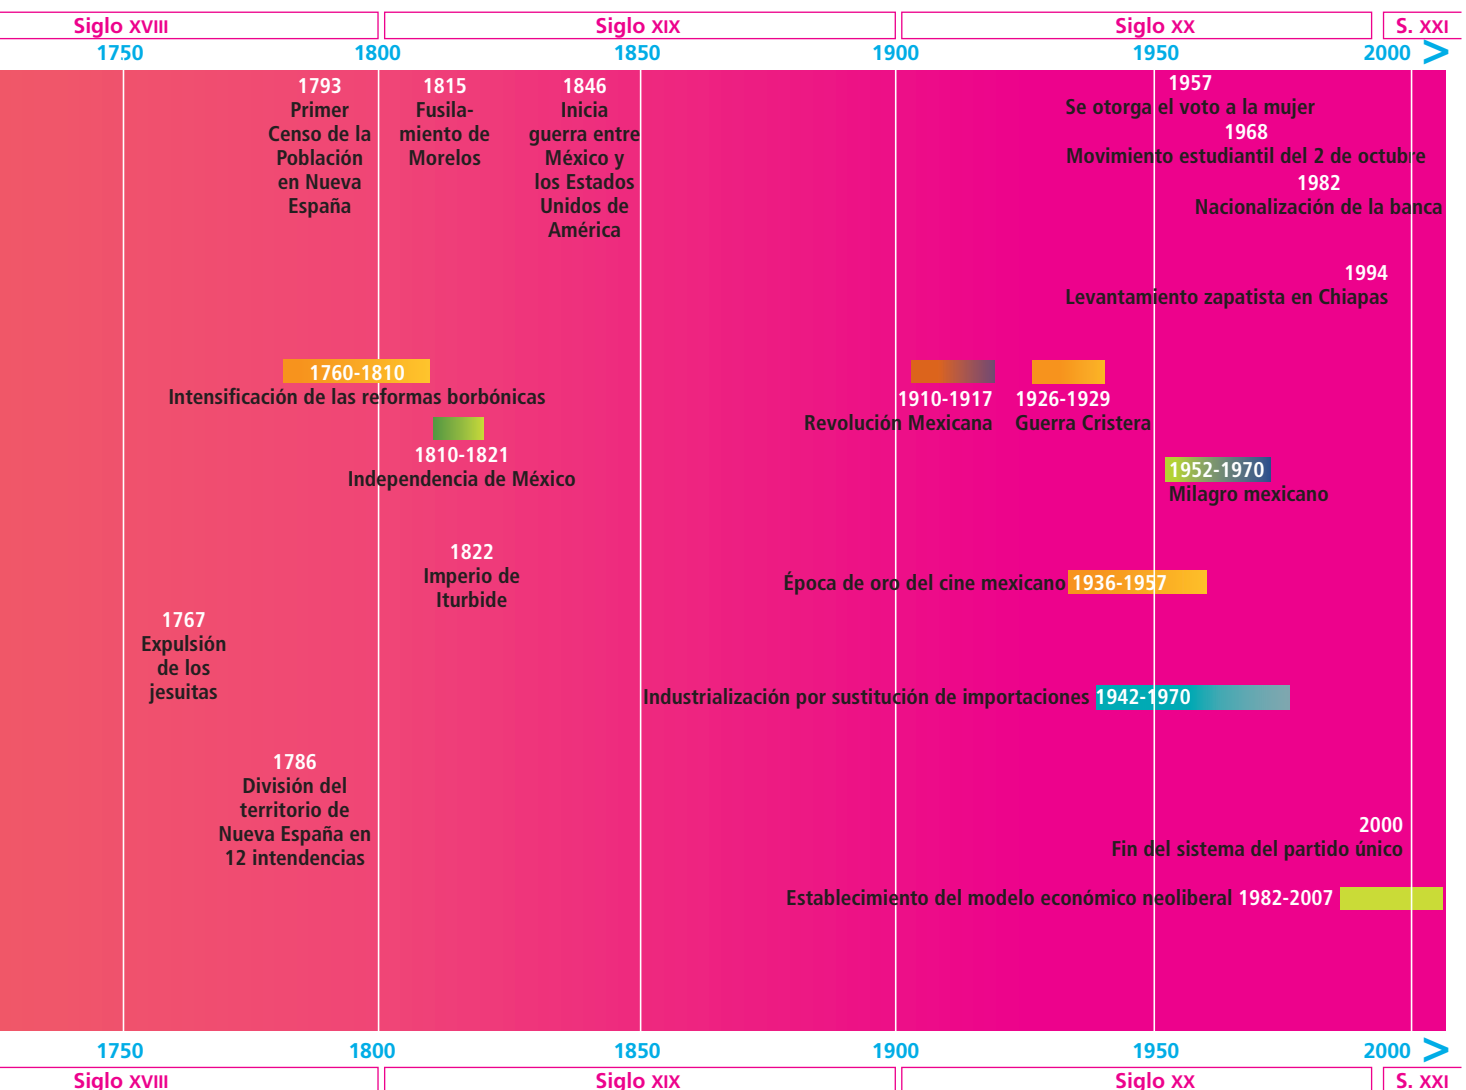 Siglo XVIII
Siglo XIX
Siglo XX
S. XXI
1750
1800
1850
1900
1950
2000 >
1793
Primer
Censo de la
Población
en Nueva
España
1815
Fusila-
miento de
Morelos
1846
Inicia
guerra entre
México y
los Estados
Unidos de
América
1957
Se otorga el voto a la mujer
1968
Movimiento estudiantil del 2 de octubre
1982
Nacionalización de la banca
1994
Levantamiento zapatista en Chiapas
1760-1810
Intensificación de las reformas borbónicas
1810-1821
Independencia de México
1910-1917
Revolución Mexicana
1926-1929
Guerra Cristera
1952-1970
Milagro mexicano
1822
Imperio de
Iturbide
Época de oro del cine mexicano 1936-1957
1767
Expulsión
de los
jesuitas
Industrialización por sustitución de importaciones 1942-1970
1786
División del
territorio de
Nueva España en
12 intendencias
2000
Fin del sistema del partido único
Establecimiento del modelo económico neoliberal 1982-2007
1750
1800
1850
1900
1950
2000 >
Siglo XVIII
Siglo XIX
Siglo XX
S. XXI